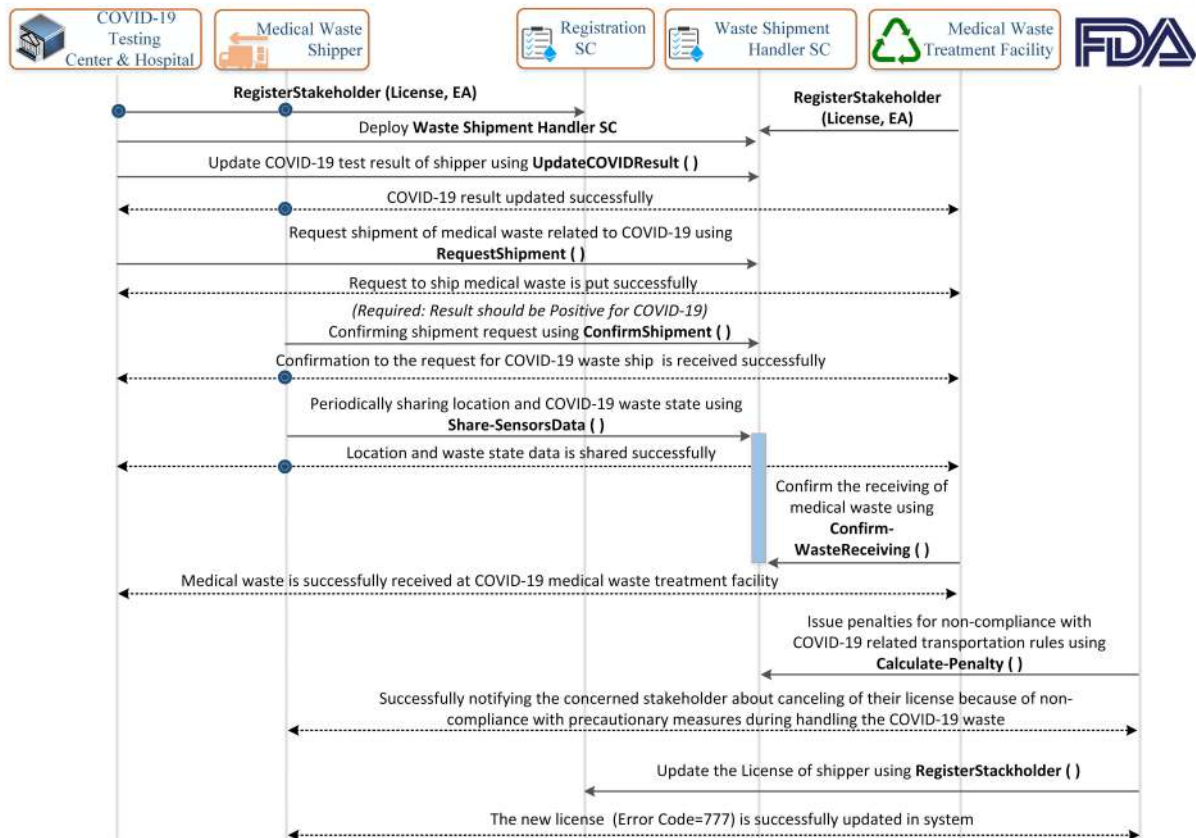 COVID-19
Testing
Center & Hospital
Medical Waste
Shipper
Registration
SC
Waste Shipment
Handler SC
Medical Waste
Treatment Facility
FDA
RegisterStakeholder (License, EA)
RegisterStakeholder
(License, EA)
Deploy Waste Shipment Handler SC
Update COVID-19 test result of shipper using UpdateCOVIDResult ( )
COVID-19 result updated successfully
Request shipment of medical waste related to COVID-19 using
RequestShipment ( )
Request to ship medical waste is put successfully
(Required: Result should be Positive for COVID-19)
Confirming shipment request using ConfirmShipment ( )
Confirmation to the request for COVID-19 waste ship is received successfully
Periodically sharing location and COVID-19 waste state using
Share-SensorsData ( )
Location and waste state data is shared successfully
Confirm the receiving of
medical waste using
Confirm-
WasteReceiving ( )
Medical waste is successfully received at COVID-19 medical waste treatment facility
Issue penalties for non-compliance with
COVID-19 related transportation rules using
Calculate-Penalty ( )
Successfully notifying the concerned stakeholder about canceling of their license because of non-
compliance with precautionary measures during handling the COVID-19 waste
Update the License of shipper using RegisterStackholder ( )
The new license (Error Code=777) is successfully updated in system